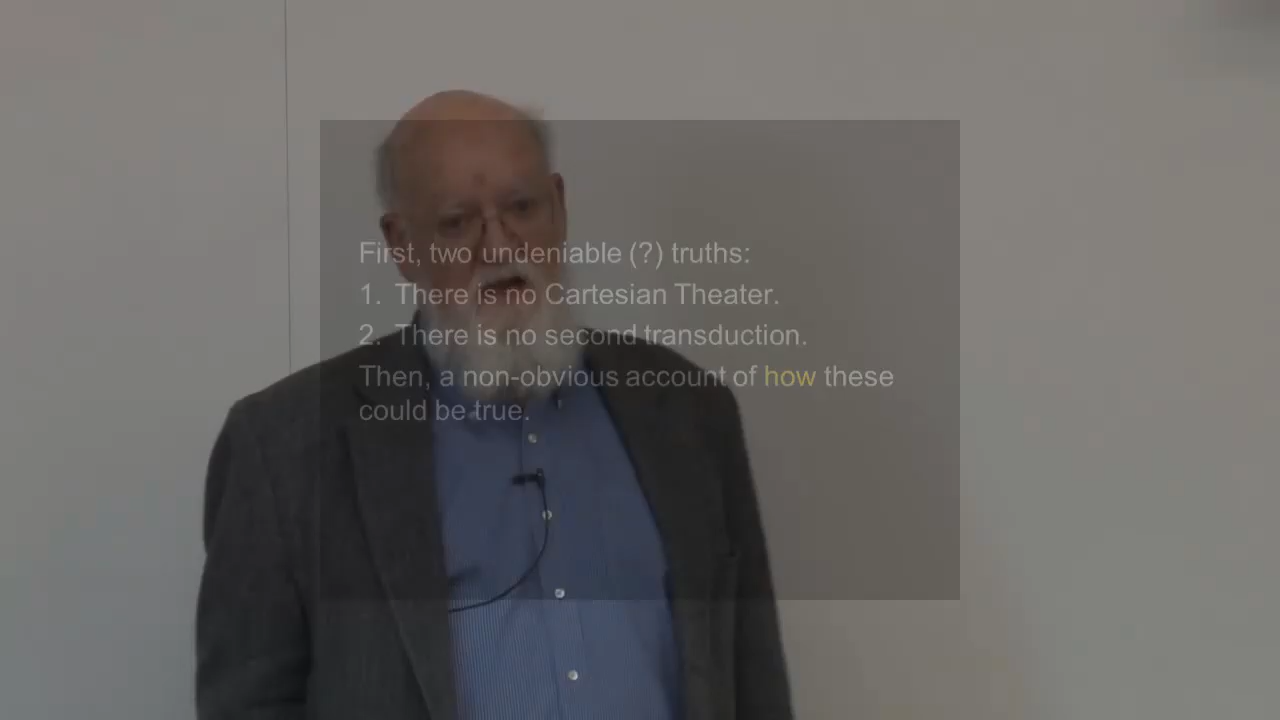 First, two undeniable (?) truths:
1. There is no Cartesian Theater.
2. There is no second transduction.
Then, a non-obvious account of how these
could be true.